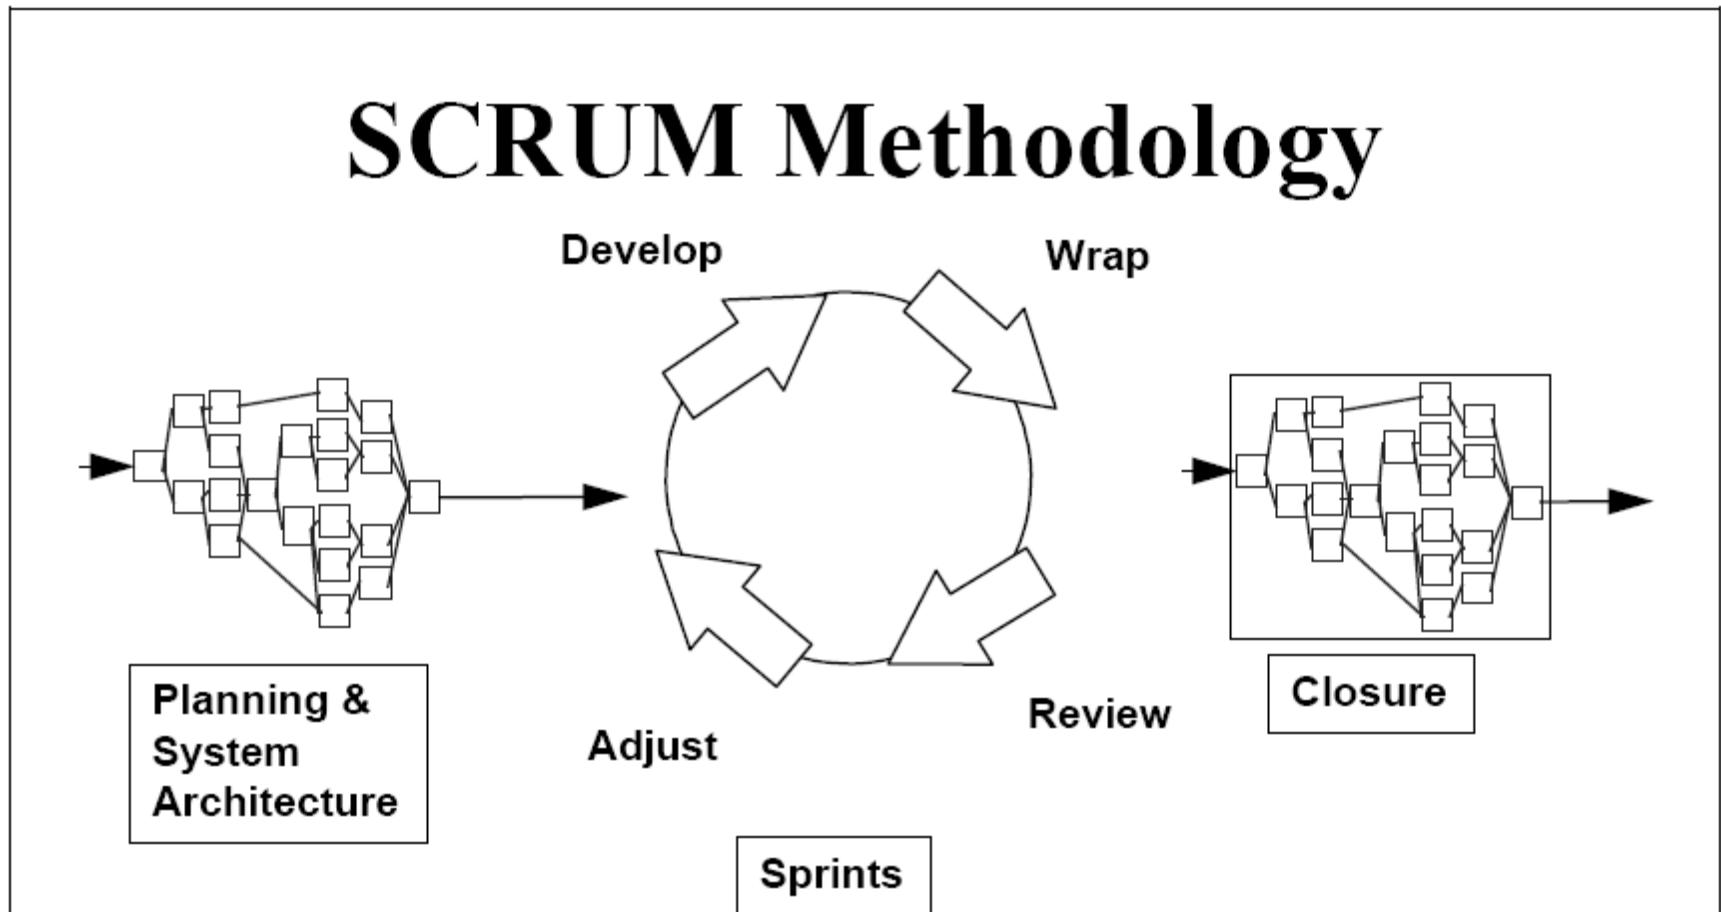 SCRUM Methodology
Develop
Wrap
Planning &
System
Architecture
Adjust
Review
Closure
Sprints